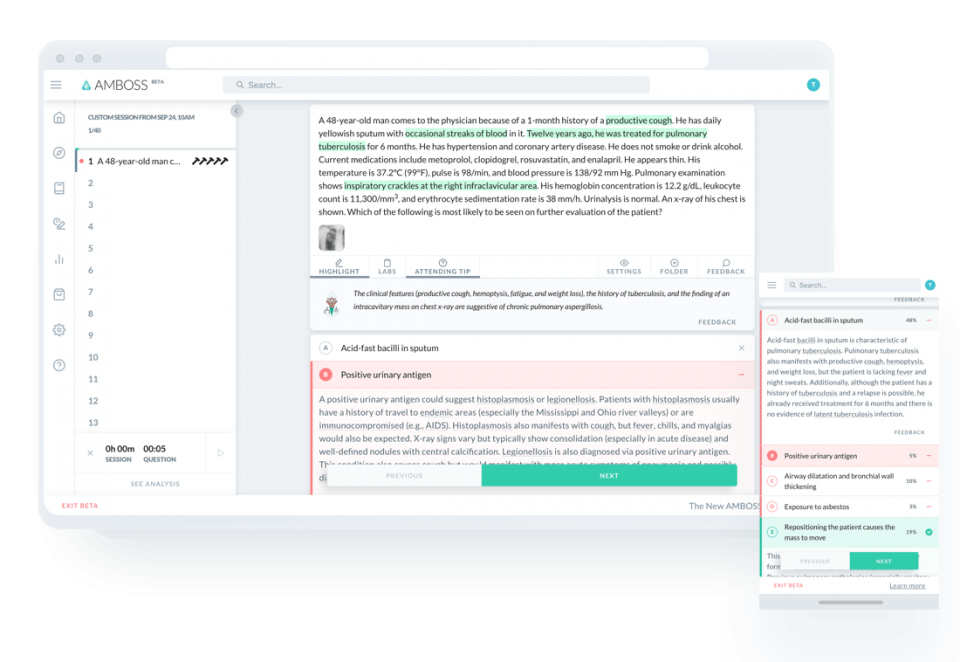 AMBOSS BETA
Search...
T
CUSTOM SESSION FROM SEP 24, 10AM
1/40
1 A 48-year-old man c...
2
3
4
5
6
7
8
9
10
11
12
13
0h 00m 00:05
SESSION QUESTION
SEE ANALYSIS
EXIT BETA
A 48-year-old man comes to the physician because of a 1-month history of a productive cough. He has daily
yellowish sputum with occasional streaks of blood in it. Twelve years ago, he was treated for pulmonary
tuberculosis for 6 months. He has hypertension and coronary artery disease. He does not smoke or drink alcohol.
Current medications include metoprolol, clopidogrel, rosuvastatin, and enalapril. He appears thin. His
temperature is 37.2°C (99°F), pulse is 98/min, and blood pressure is 138/92 mm Hg. Pulmonary examination
shows inspiratory crackles at the right infraclavicular area. His hemoglobin concentration is 12.2 g/dL, leukocyte
count is 11,300/mm³, and erythrocyte sedimentation rate is 38 mm/h. Urinalysis is normal. An x-ray of his chest is
shown. Which of the following is most likely to be seen on further evaluation of the patient?
HIGHLIGHT LABS ATTENDING TIP SETTINGS FOLDER FEEDBACK
The clinical features (productive cough, hemoptysis, fatigue, and weight loss), the history of tuberculosis, and the finding of an
intracavitary mass on chest x-ray are suggestive of chronic pulmonary aspergillosis.
FEEDBACK
A Acid-fast bacilli in sputum
B Positive urinary antigen
A positive urinary antigen could suggest histoplasmosis or legionellosis. Patients with histoplasmosis usually
have a history of travel to endemic areas (especially the Mississippi and Ohio river valleys) or are
immunocompromised (e.g., AIDS). Histoplasmosis also manifests with cough, but fever, chills, and myalgias
would also be expected. X-ray signs vary but typically show consolidation (especially in acute disease) and
well-defined nodules with central calcification. Legionellosis is also diagnosed via positive urinary antigen.
This condition also causes cough but would manifest with more acute symptoms of pneumonia and possibly
di
PREVIOUS NEXT
The New AMBOSS
Search...
T
FEEDBACK
A Acid-fast bacilli in sputum 48%
Acid-fast bacilli in sputum is characteristic of
pulmonary tuberculosis. Pulmonary tuberculosis
also manifests with productive cough, hemoptysis,
and weight loss, but the patient is lacking fever and
night sweats. Additionally, although the patient has a
history of tuberculosis and a relapse is possible, he
already received treatment for 6 months and there is
no evidence of latent tuberculosis infection.
FEEDBACK
B Positive urinary antigen 5%
C Airway dilatation and bronchial wall 10%
thickening
D Exposure to asbestos 3%
E Repositioning the patient causes the 19%
mass to move
This
form
PREVIOUS NEXT
EXIT BETA Learn more